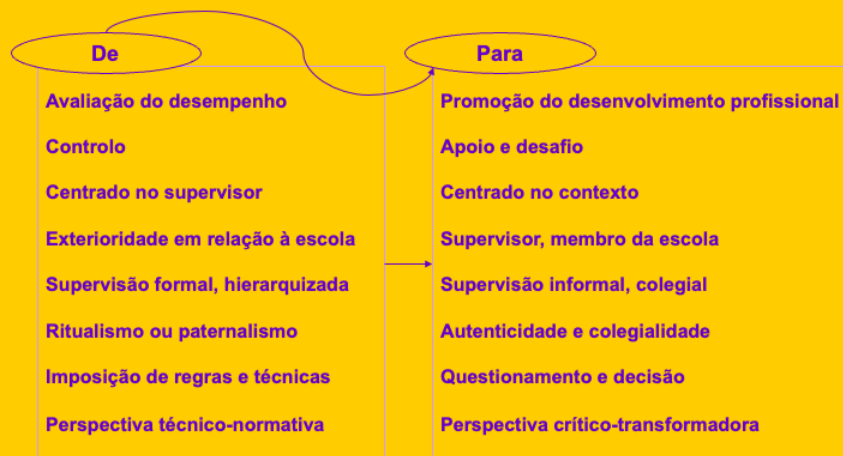 De
Para
Avaliação do desempenho
Promoção do desenvolvimento profissional
Controlo
Apoio e desafio
Centrado no supervisor
Centrado no contexto
Exterioridade em relação à escola
Supervisor, membro da escola
Supervisão formal, hierarquizada
Supervisão informal, colegial
Ritualismo ou paternalismo
Autenticidade e colegialidade
Imposição de regras e técnicas
Questionamento e decisão
Perspectiva técnico-normativa
Perspectiva crítico-transformadora